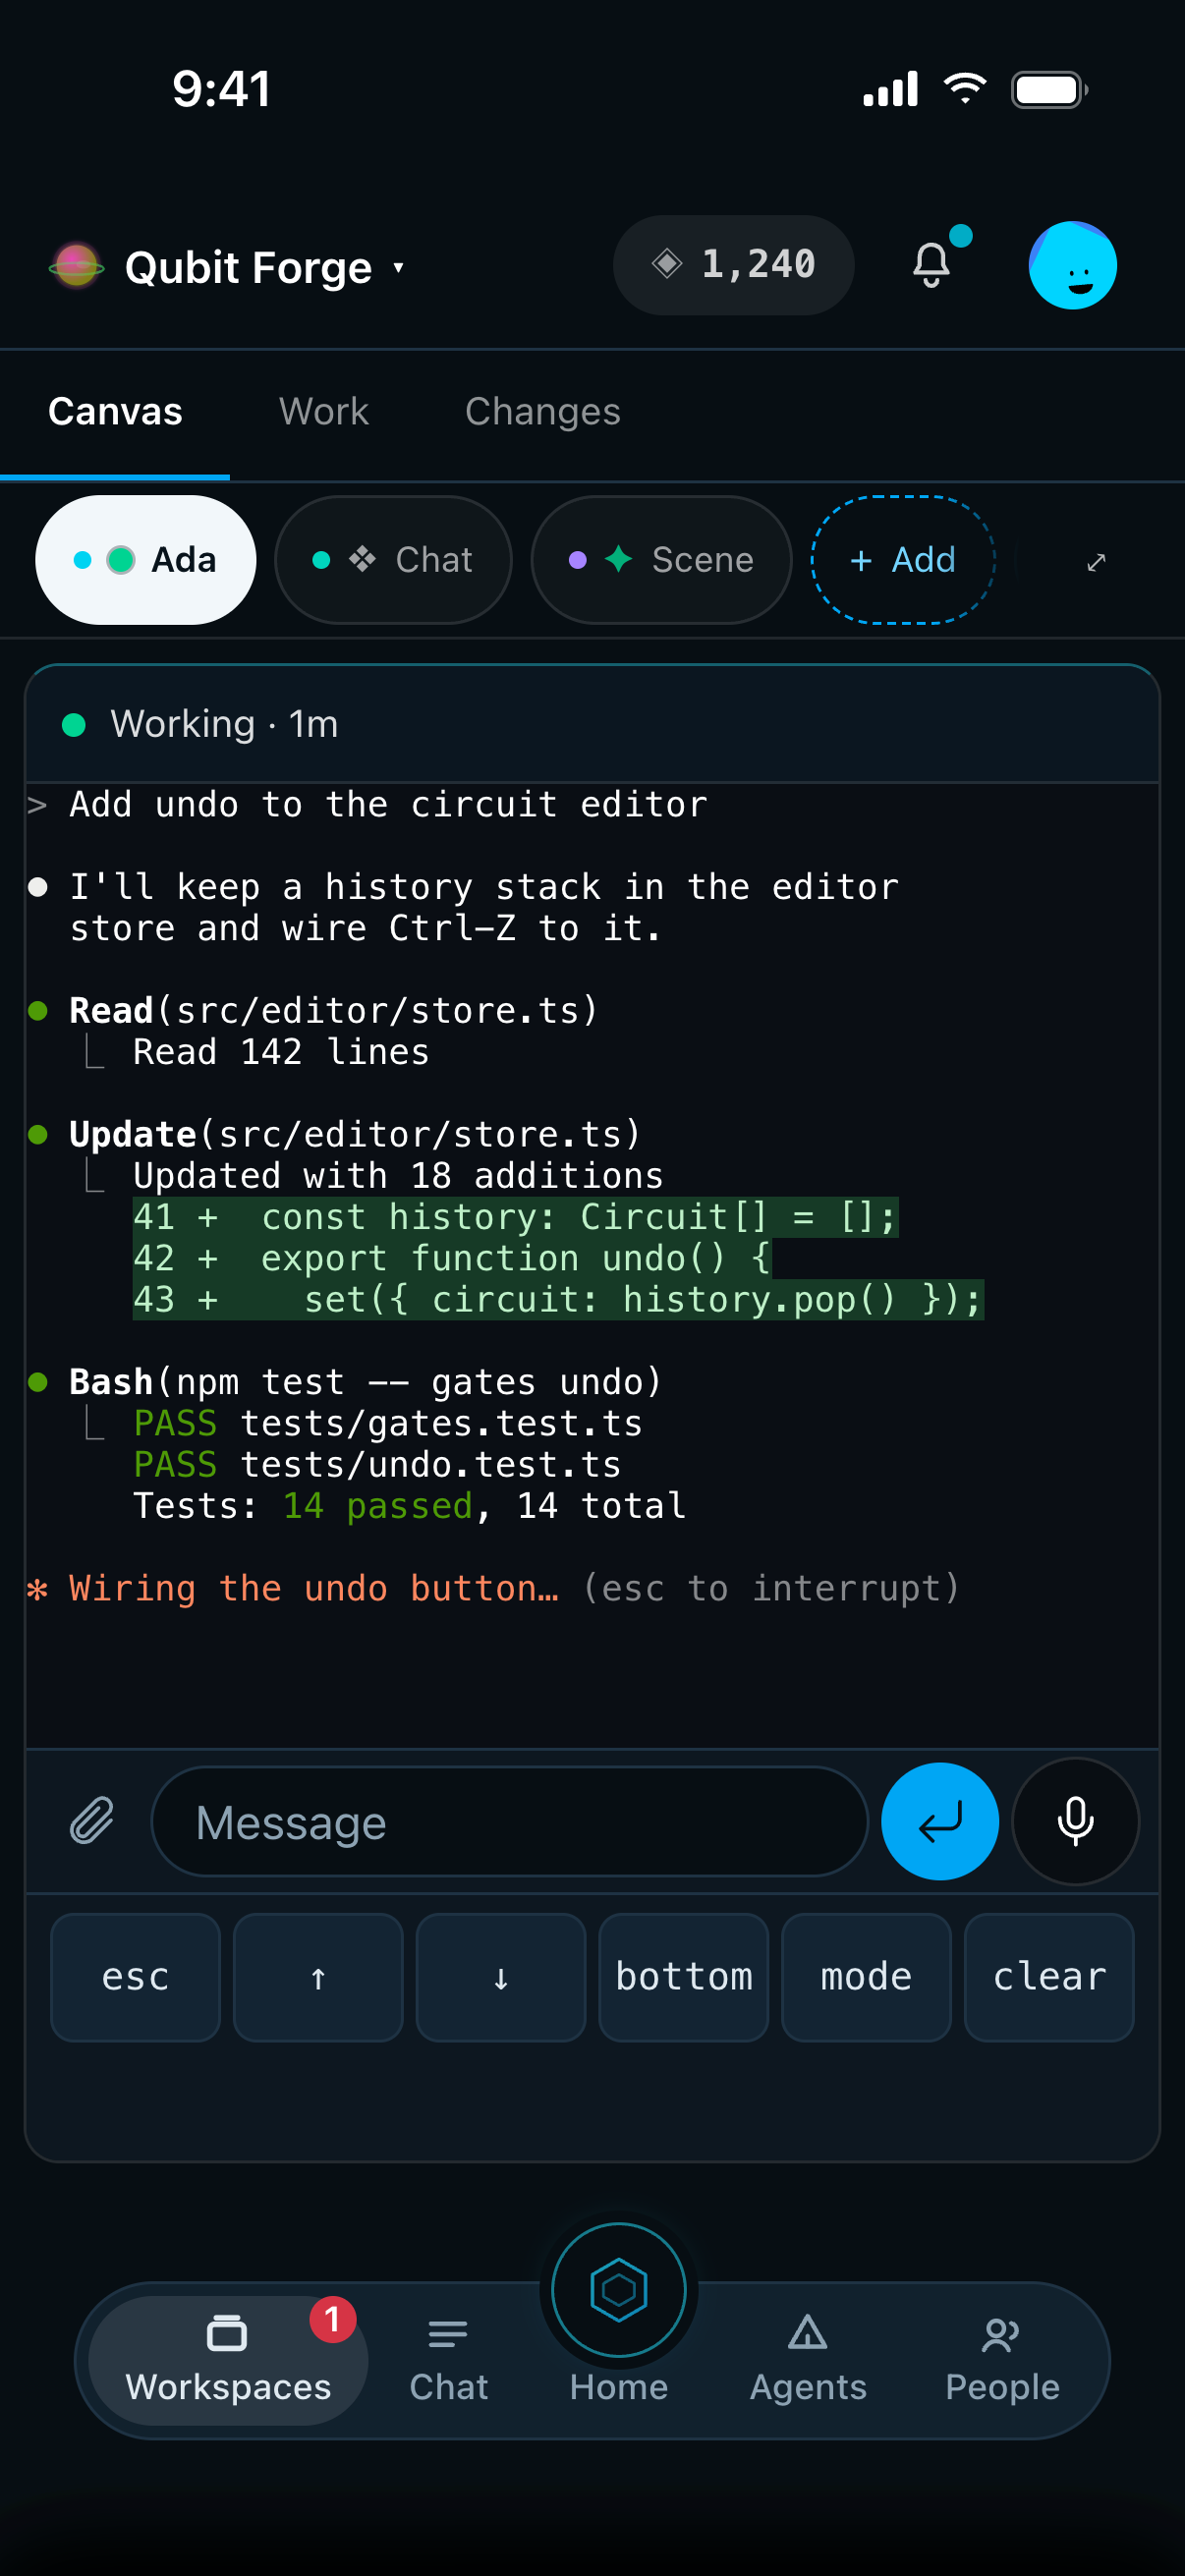 9:41
Qubit Forge ▾
1,240
Canvas Work Changes
Ada Chat Scene + Add
Working · 1m
> Add undo to the circuit editor
● I'll keep a history stack in the editor
store and wire Ctrl-Z to it.
● Read(src/editor/store.ts)
⎿ Read 142 lines
● Update(src/editor/store.ts)
⎿ Updated with 18 additions
41 + const history: Circuit[] = [];
42 + export function undo() {
43 + set({ circuit: history.pop() });
● Bash(npm test -- gates undo)
⎿ PASS tests/gates.test.ts
PASS tests/undo.test.ts
Tests: 14 passed, 14 total
✻ Wiring the undo button… (esc to interrupt)
Message
esc ↑ ↓ bottom mode clear
1
Workspaces Chat Home Agents People